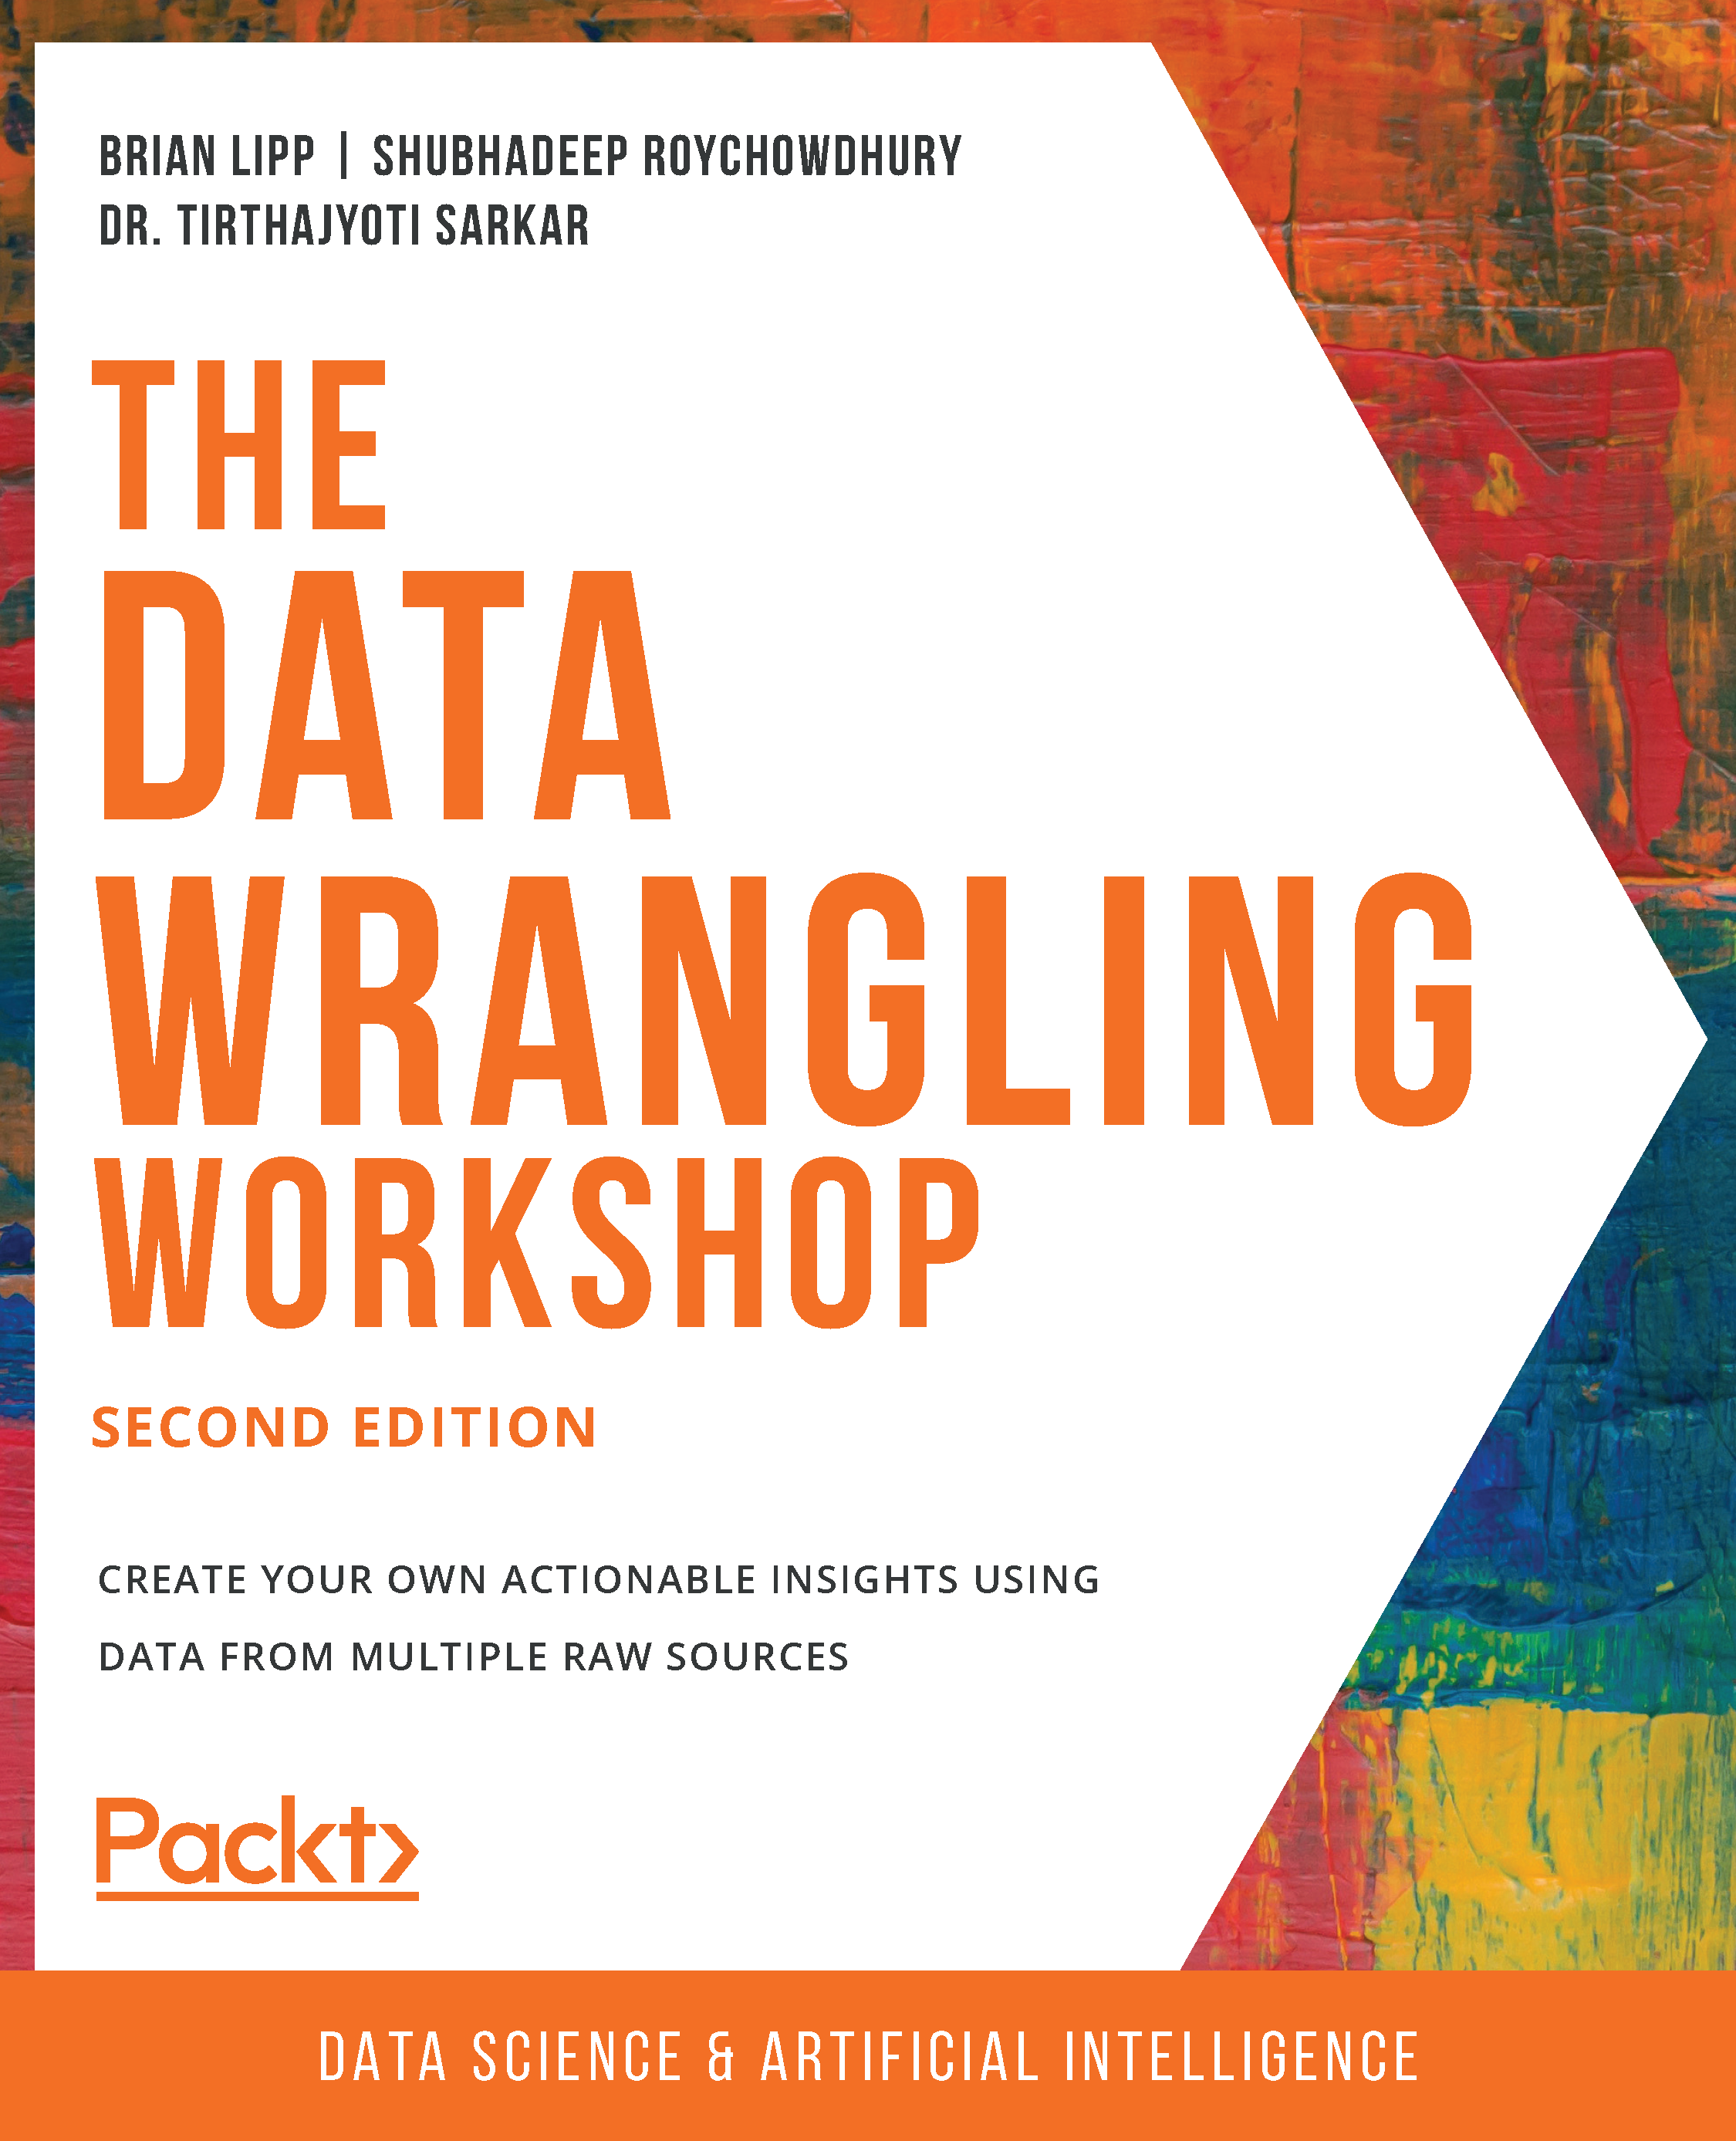 BRIAN LIPP | SHUBHADEEP ROYCHOWDHURY
DR. TIRTHAJYOTI SARKAR
THE
DATA
WRANGLING
WORKSHOP
SECOND EDITION
CREATE YOUR OWN ACTIONABLE INSIGHTS USING
DATA FROM MULTIPLE RAW SOURCES
Packt
DATA SCIENCE & ARTIFICIAL INTELLIGENCE